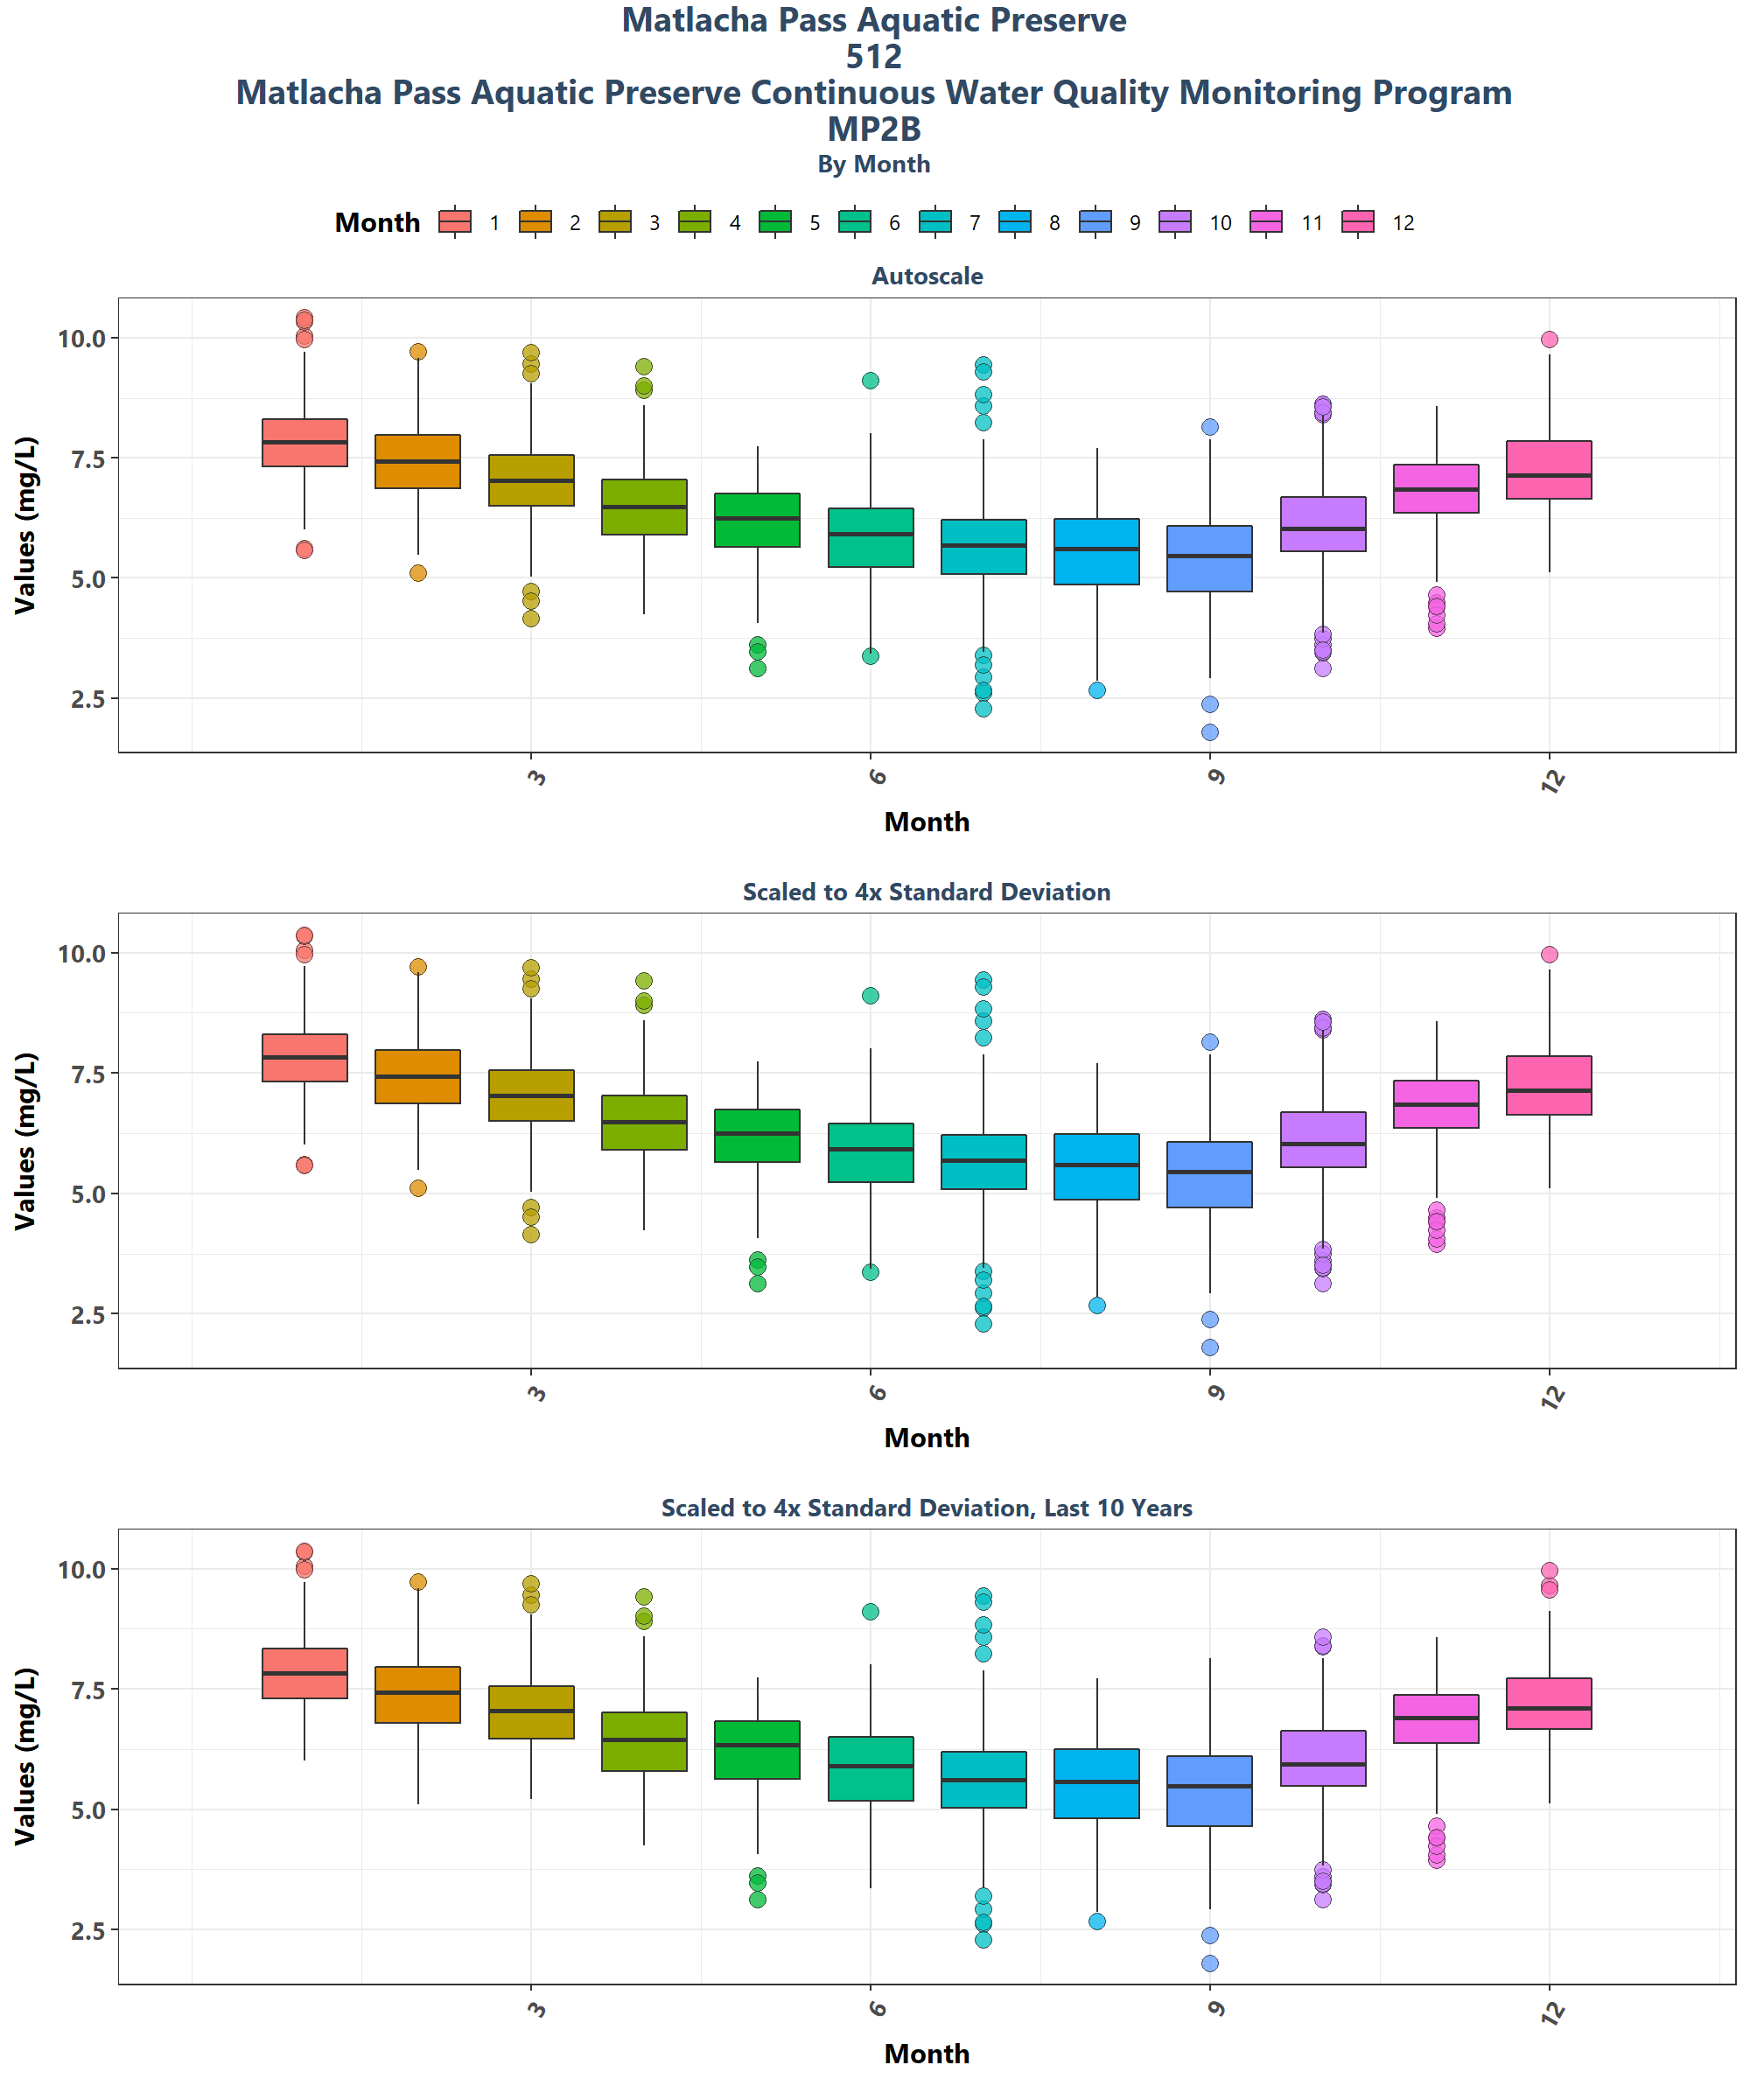 Matlacha Pass Aquatic Preserve
512
Matlacha Pass Aquatic Preserve Continuous Water Quality Monitoring Program
MP2B
By Month
Month 1 2 3 4 5 6 7 8 9 10 11 12
Autoscale
Values (mg/L)
10.0
7.5
5.0
2.5
3 6 9 12
Month
Scaled to 4x Standard Deviation
Values (mg/L)
10.0
7.5
5.0
2.5
3 6 9 12
Month
Scaled to 4x Standard Deviation, Last 10 Years
Values (mg/L)
10.0
7.5
5.0
2.5
3 6 9 12
Month